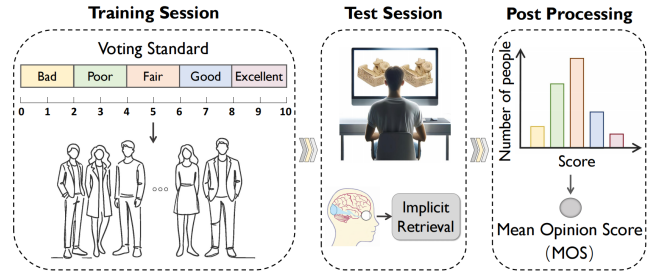 Training Session
Voting Standard
Bad Poor Fair Good Excellent
0 1 2 3 4 5 6 7 8 9 10
Test Session
Implicit
Retrieval
Post Processing
Number of people
Score
Mean Opinion Score
(MOS)